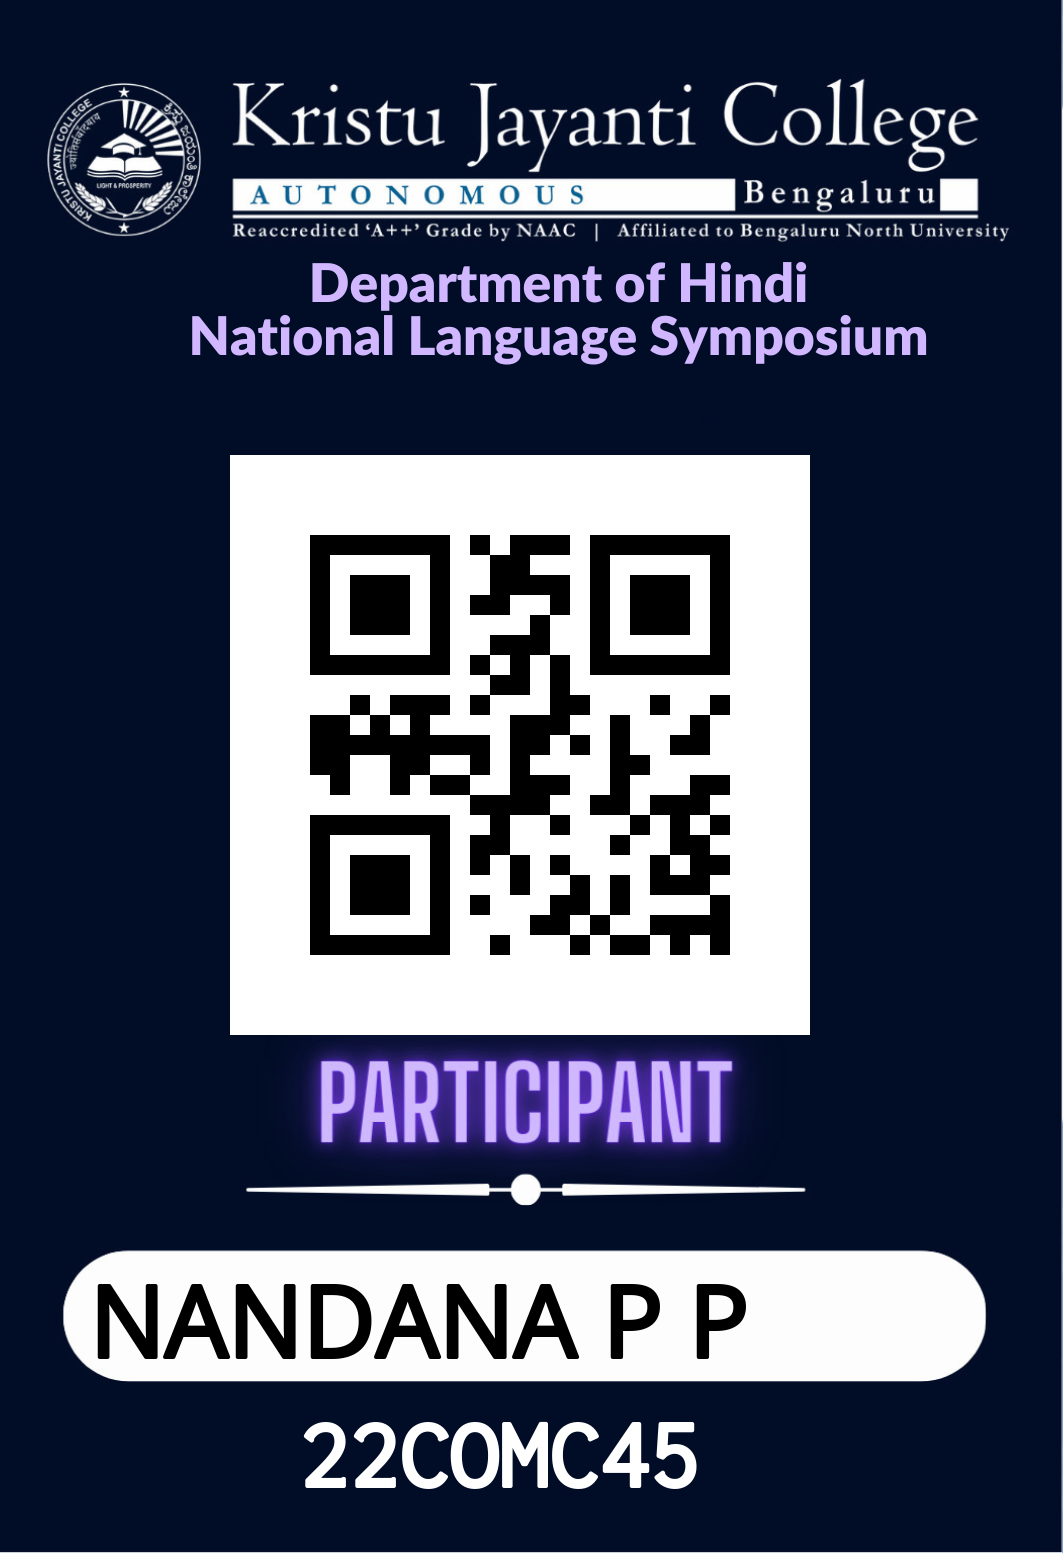 Kristu Jayanti College
AUTONOMOUS Bengaluru
Reaccredited ‘A++’ Grade by NAAC | Affiliated to Bengaluru North University
KRISTU JAYANTI COLLEGE
LIGHT & PROSPERITY
Department of Hindi
National Language Symposium
PARTICIPANT
NANDANA P P
22COMC45